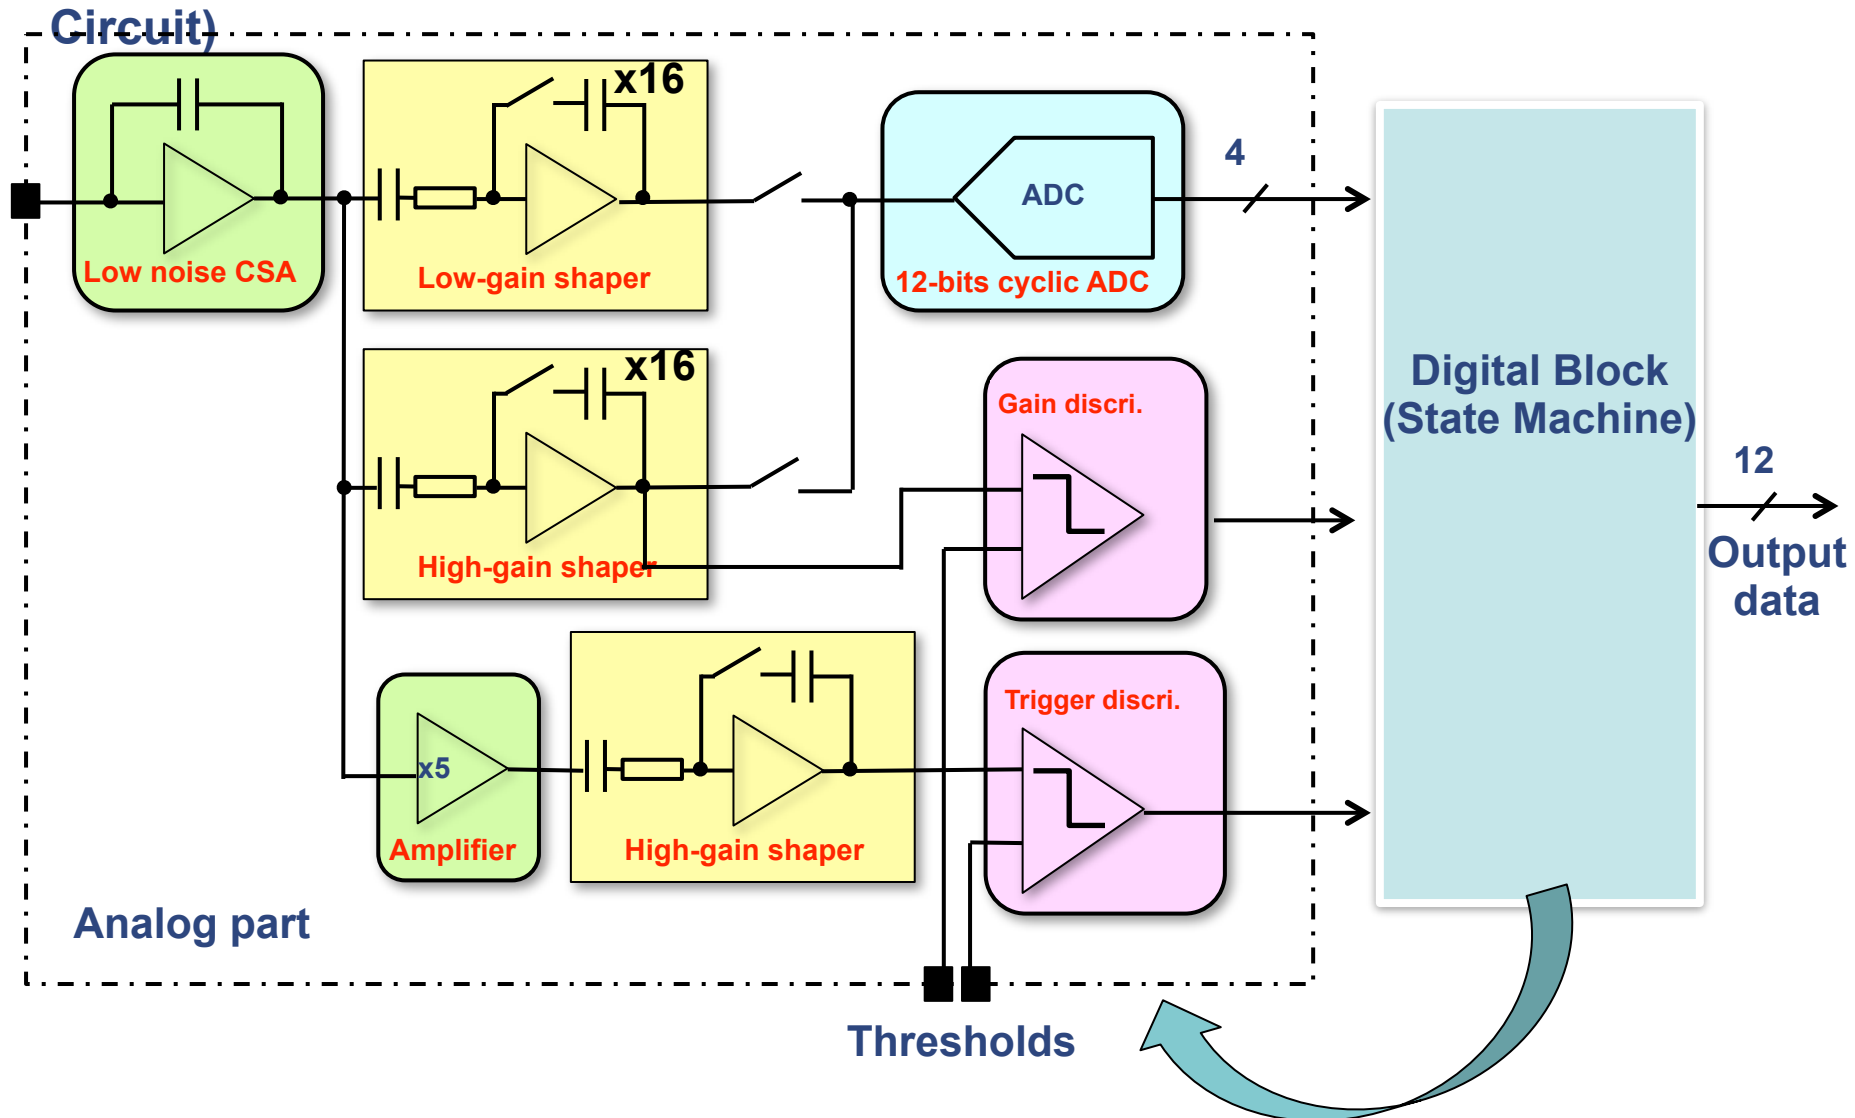 Circuit)
x16
4
ADC
Low noise CSA
Low-gain shaper
12-bits cyclic ADC
x16
Gain discri.
Digital Block
(State Machine)
12
High-gain shaper
Output
data
Trigger discri.
x5
Amplifier
High-gain shaper
Analog part
Thresholds